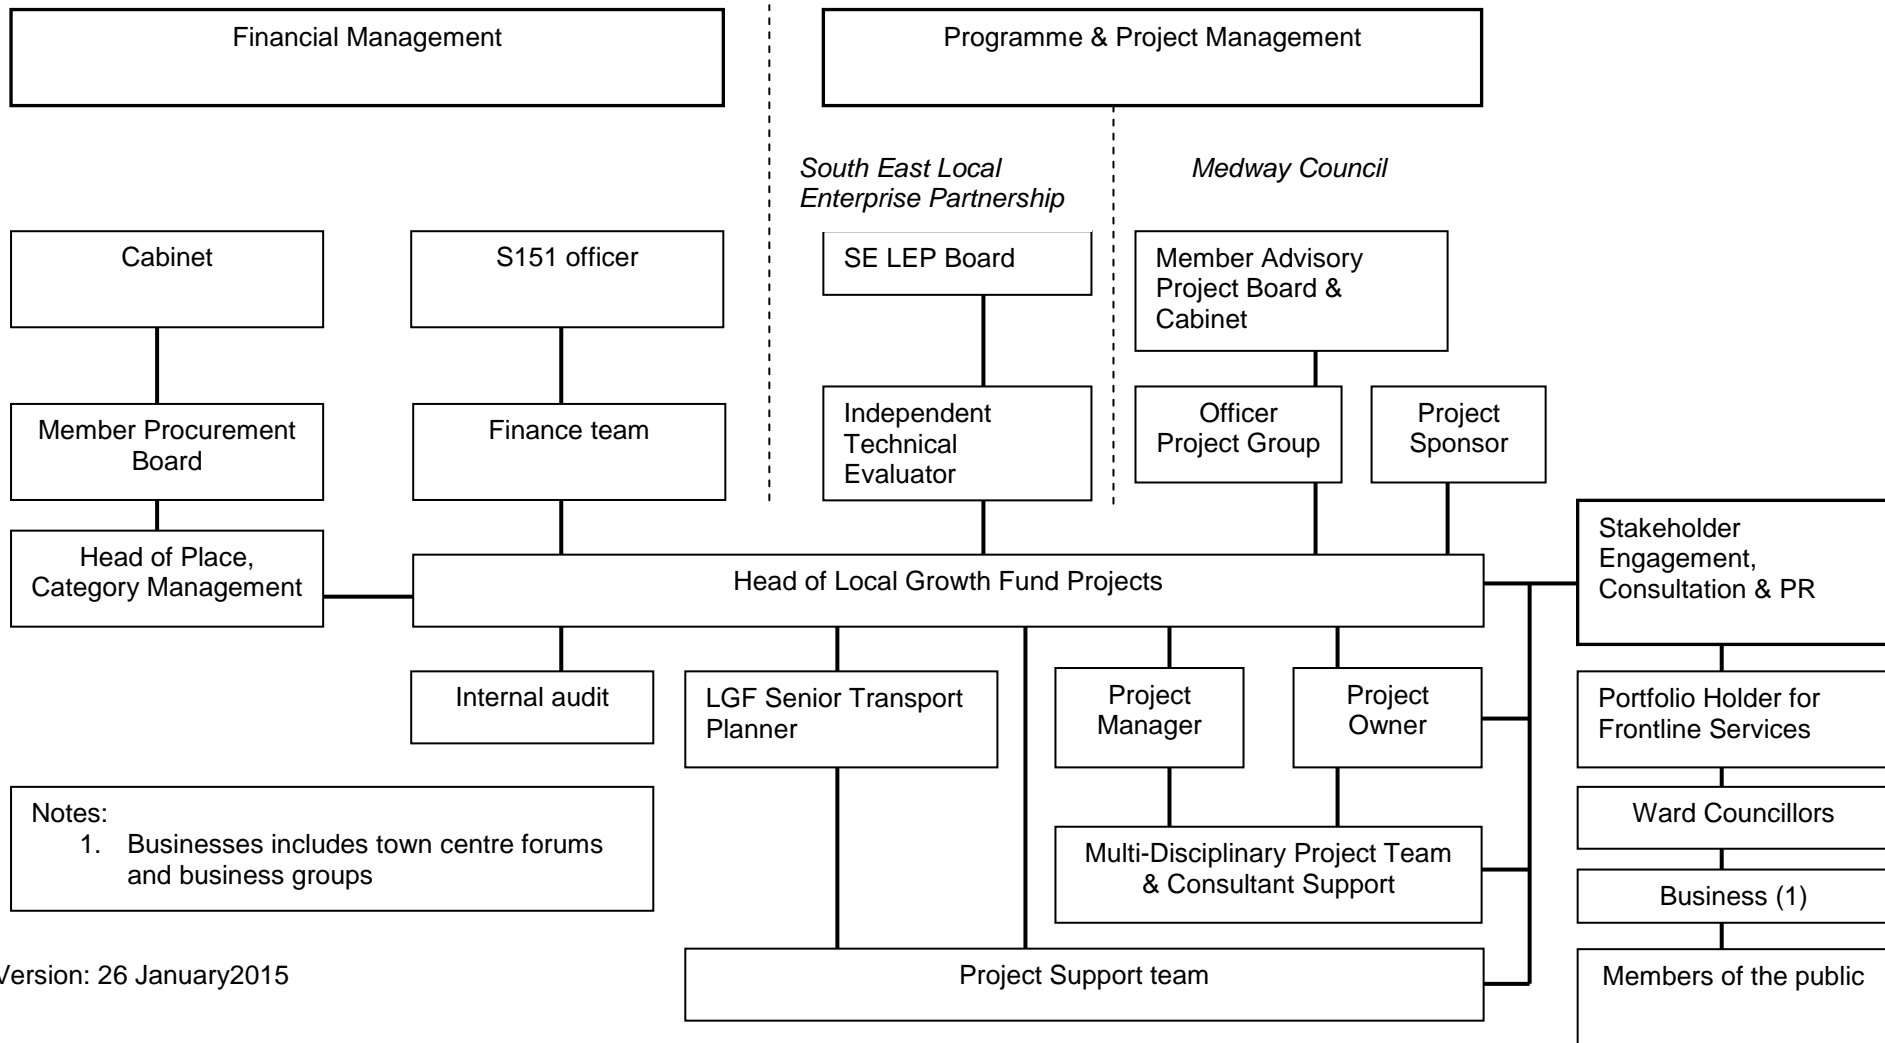 Financial Management
Programme & Project Management
South East Local
Enterprise Partnership
Medway Council
Cabinet
S151 officer
SE LEP Board
Member Advisory
Project Board &
Cabinet
Member Procurement
Board
Finance team
Independent
Technical
Evaluator
Officer
Project Group
Project
Sponsor
Head of Place,
Category Management
Head of Local Growth Fund Projects
Stakeholder
Engagement,
Consultation & PR
Internal audit
LGF Senior Transport
Planner
Project
Manager
Project
Owner
Portfolio Holder for
Frontline Services
Notes:
1. Businesses includes town centre forums
and business groups
Multi-Disciplinary Project Team
& Consultant Support
Ward Councillors
Business (1)
Version: 26 January2015
Project Support team
Members of the public